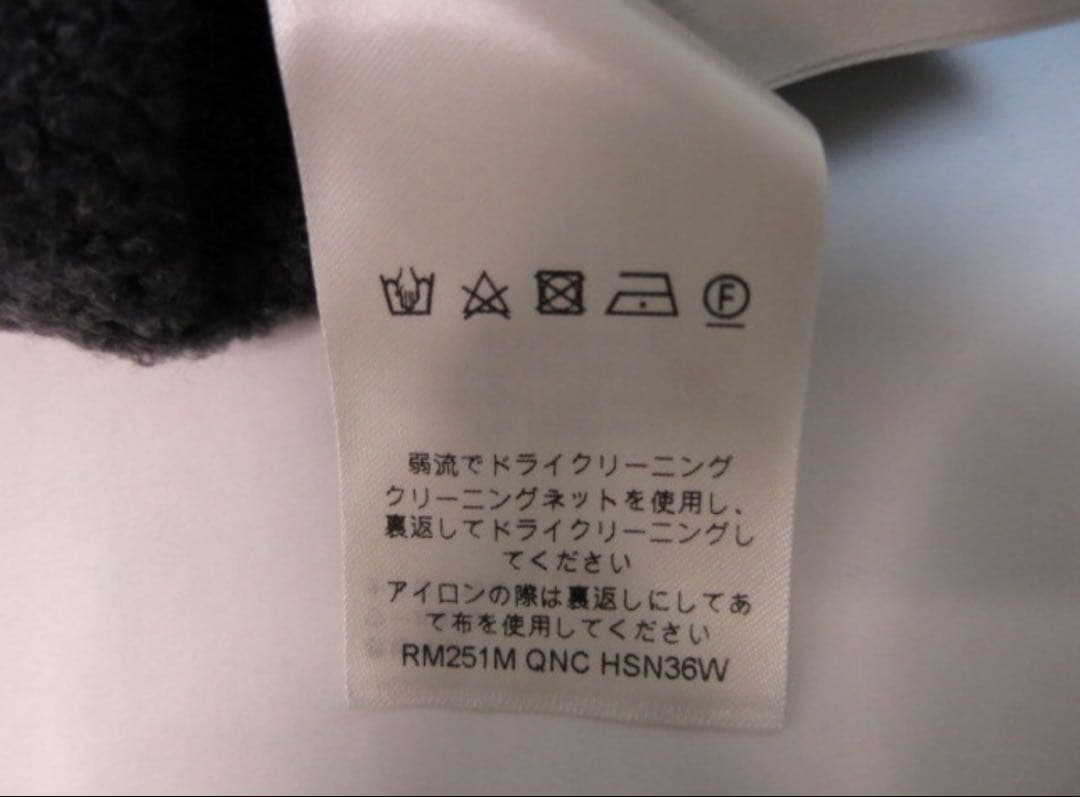 F
弱流でドライクリーニング
クリーニングネットを使用し、
裏返してドライクリーニングし
てください
アイロンの際は裏返しにしてあ
て布を使用してください
RM251M QNC HSN36W